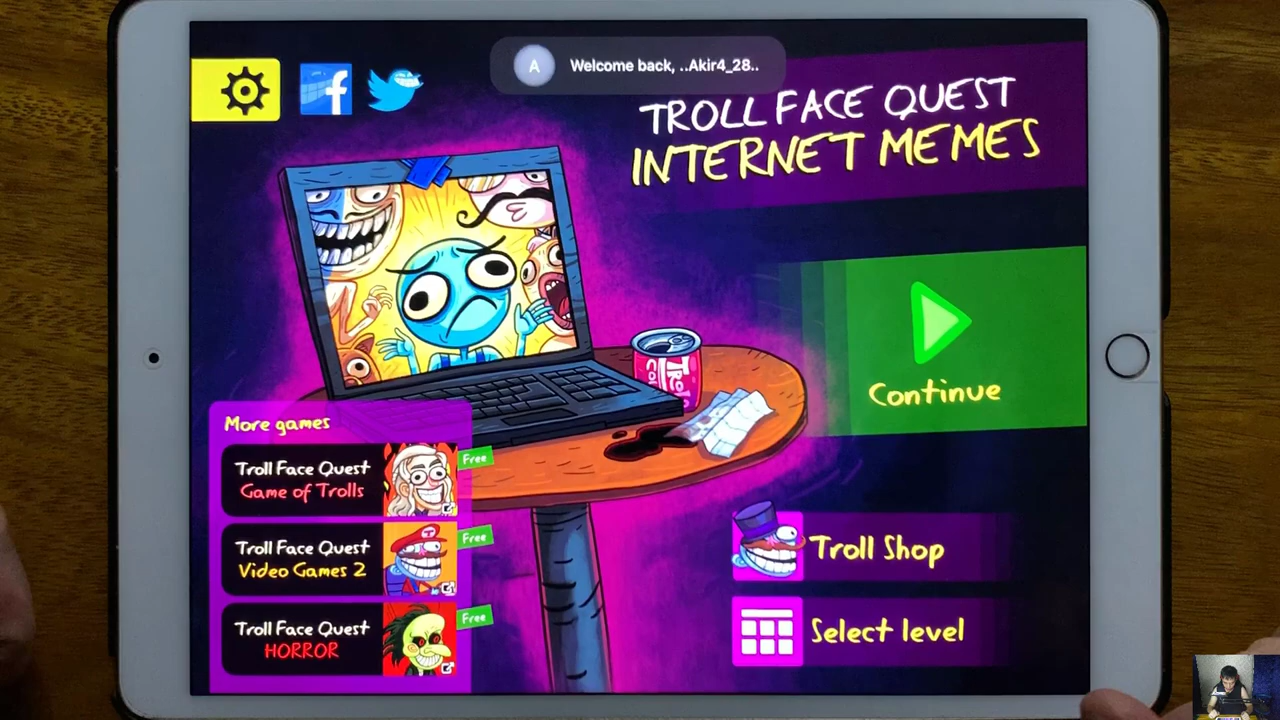 A
Welcome back, ..Akir4_28..
TROLL FACE QUEST
INTERNET MEMES
Continue
More games
Troll Face Quest
Game of Trolls
Free
Troll Face Quest
Video Games 2
Free
Troll Face Quest
HORROR
Free
Troll Shop
Select level